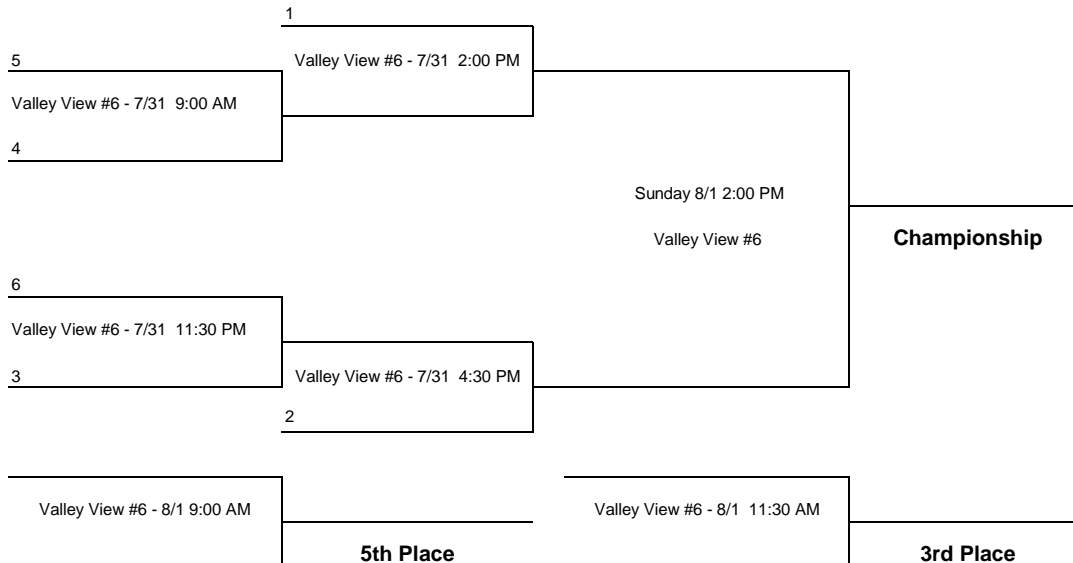 1
5
Valley View #6 - 7/31  2:00 PM
Valley View #6 - 7/31  9:00 AM
4
Sunday 8/1 2:00 PM
Valley View #6
Championship
6
Valley View #6 - 7/31  11:30 PM
3
Valley View #6 - 7/31  4:30 PM
2
Valley View #6 - 8/1 9:00 AM
Valley View #6 - 8/1  11:30 AM
5th Place
3rd Place